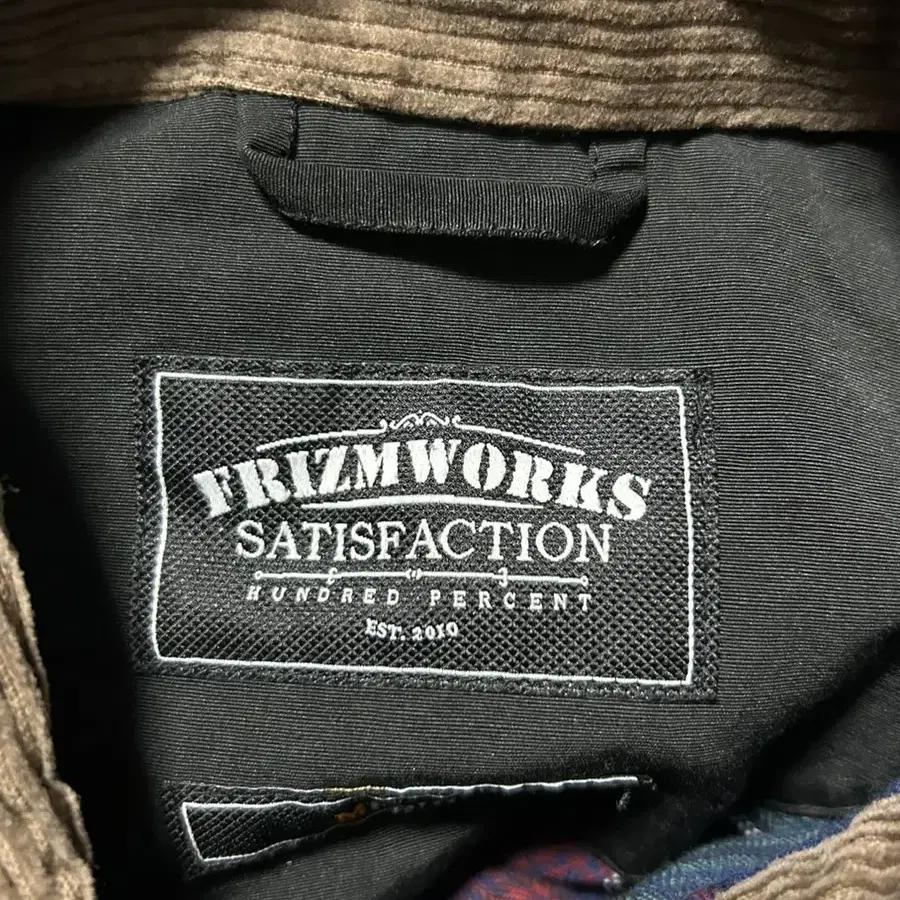 FRIZMWORKS
SATISFACTION
HUNDRED PERCENT
EST. 2010